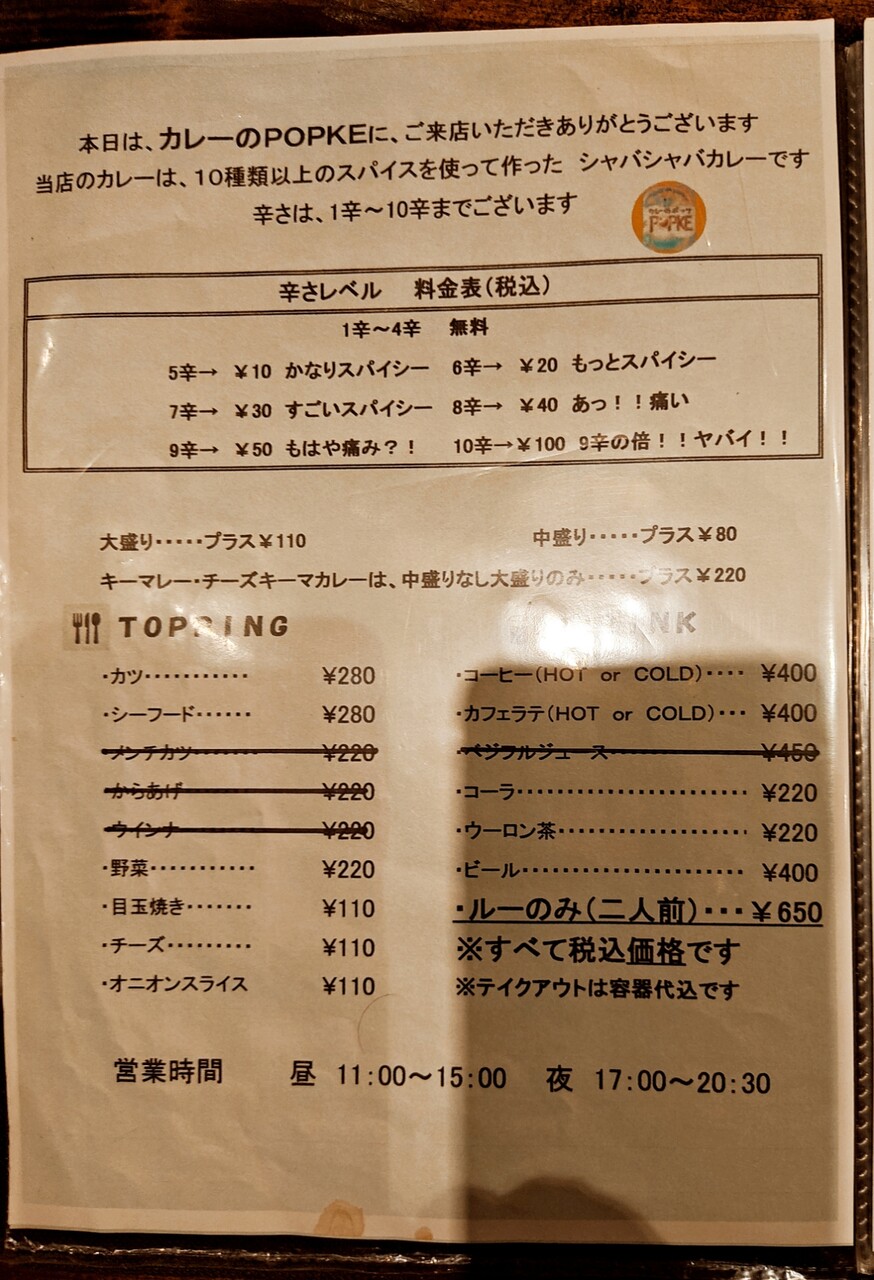 本日は、カレーのPOPKEに、ご来店いただきありがとうございます
当店のカレーは、10種類以上のスパイスを使って作った シャバシャバカレーです
辛さは、1辛～10辛までございます
POPKE
辛さレベル 料金表(税込)
1辛～4辛 無料
5辛→ ¥10 かなりスパイシー 6辛→ ¥20 もっとスパイシー
7辛→ ¥30 すごいスパイシー 8辛→ ¥40 あっ！！痛い
9辛→ ¥50 もはや痛み？！ 10辛→¥100 9辛の倍！！ヤバイ！！
大盛り・・・・・プラス¥110 中盛り・・・・・プラス¥80
キーマレー・チーズキーマカレーは、中盛りなし大盛りのみ・・・・・プラス¥220
TOPPING
・カツ・・・・・・・・・・・ ¥280
・シーフード・・・・・・ ¥280
・メンチカツ・・・・・・・ ¥220
・からあげ ¥220
・ウインナ ¥220
・野菜・・・・・・・・・・・ ¥220
・目玉焼き・・・・・・・ ¥110
・チーズ・・・・・・・・・ ¥110
・オニオンスライス ¥110
・コーヒー(HOT or COLD)・・・・ ¥400
・カフェラテ(HOT or COLD)・・・ ¥400
・ベジフルジュース・・・・・・・・・・・・・・ ¥450
・コーラ・・・・・・・・・・・・・・・・・・・・・・ ¥220
・ウーロン茶・・・・・・・・・・・・・・・・・・ ¥220
・ビール・・・・・・・・・・・・・・・・・・・・・ ¥400
・ルーのみ(二人前)・・・¥650
※すべて税込価格です
※テイクアウトは容器代込です
営業時間 昼 11:00～15:00 夜 17:00～20:30